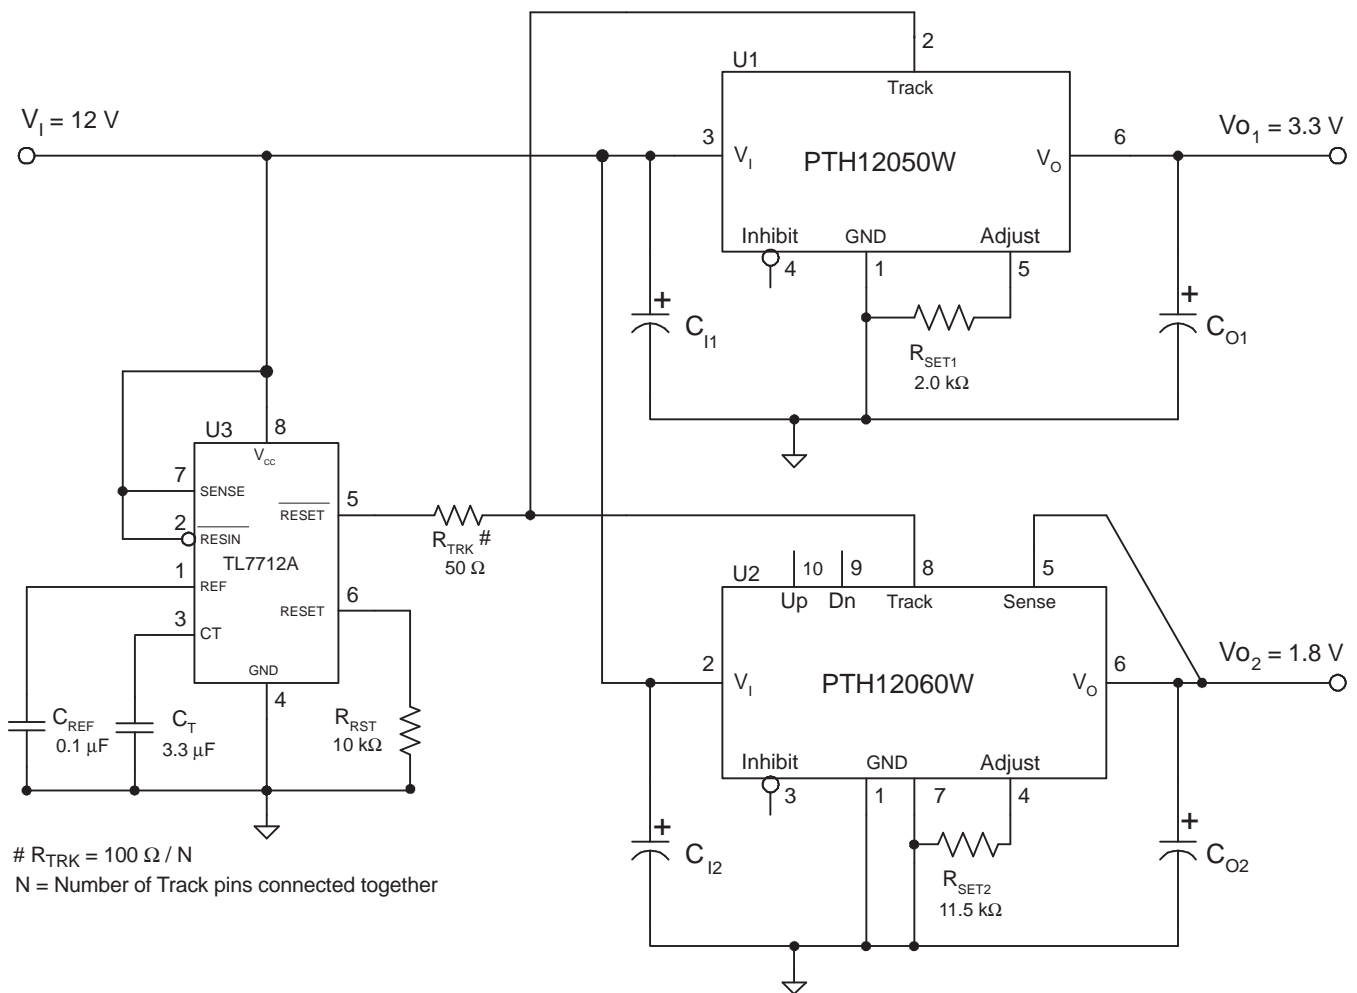 2
U1
Track
V_I = 12 V
3
V_I
PTH12050W
V_O
6
Vo_1 = 3.3 V
Inhibit
GND
Adjust
4
1
5
+
C_I1
R_SET1
2.0 kΩ
+
C_O1
U3
8
V_CC
7
SENSE
2
RESIN
TL7712A
1
REF
3
CT
RESET
5
RESET
6
GND
4
R_TRK #
50 Ω
C_REF
0.1 μF
C_T
3.3 μF
R_RST
10 kΩ
U2
10
9
8
5
Up
Dn
Track
Sense
2
V_I
PTH12060W
V_O
6
Vo_2 = 1.8 V
Inhibit
GND
Adjust
3
1
7
4
+
C_I2
R_SET2
11.5 kΩ
+
C_O2
# R_TRK = 100 Ω / N
N = Number of Track pins connected together